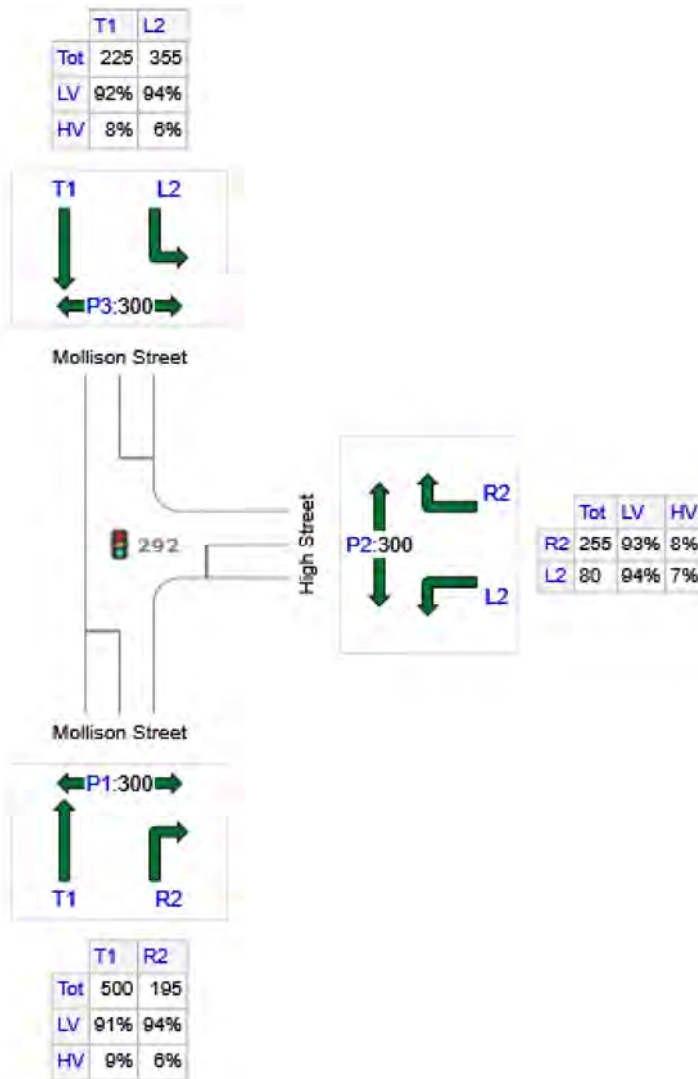 T1 L2
Tot 225 355
LV 92% 94%
HV 8% 6%
T1 L2
P3:300
Mollison Street
292
High Street
R2
P2:300
L2
Tot LV HV
R2 255 93% 8%
L2 80 94% 7%
Mollison Street
P1:300
T1 R2
T1 R2
Tot 500 195
LV 91% 94%
HV 9% 6%